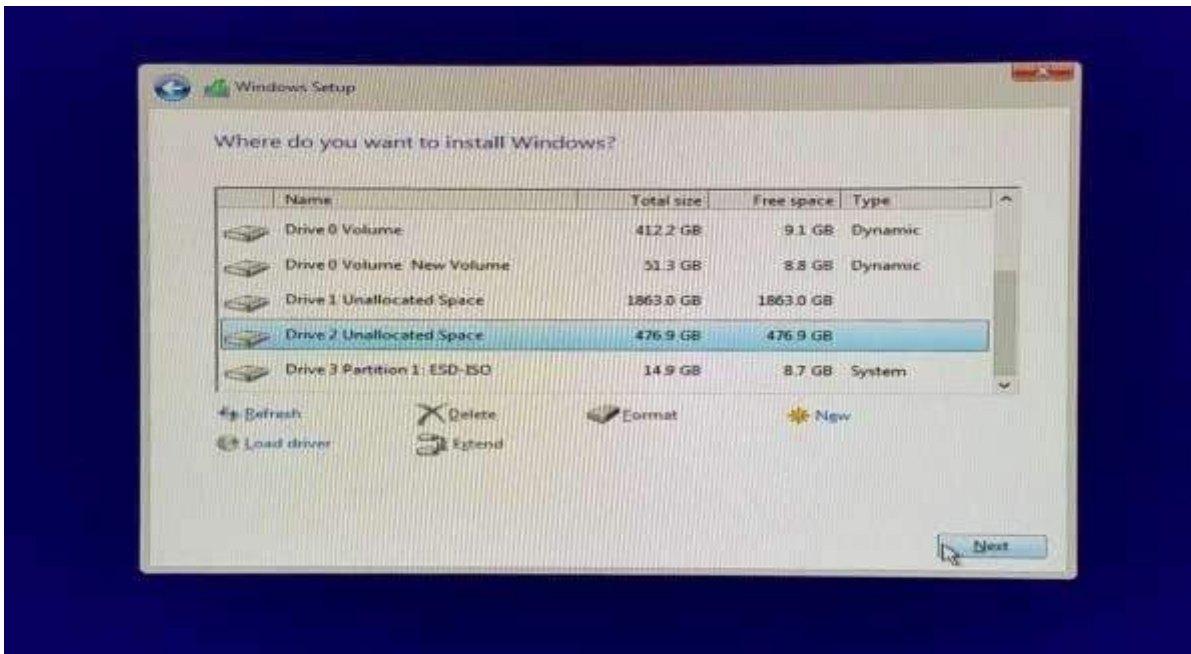 Windows Setup
Where do you want to install Windows?
Name Total size Free space Type
Drive 0 Volume 412.2 GB 9.1 GB Dynamic
Drive 0 Volume New Volume 51.3 GB 8.8 GB Dynamic
Drive 1 Unallocated Space 1863.0 GB 1863.0 GB
Drive 2 Unallocated Space 476.9 GB 476.9 GB
Drive 3 Partition 1: ESD-ISO 14.9 GB 8.7 GB System
Refresh Delete Format New
Load driver Extend
Next